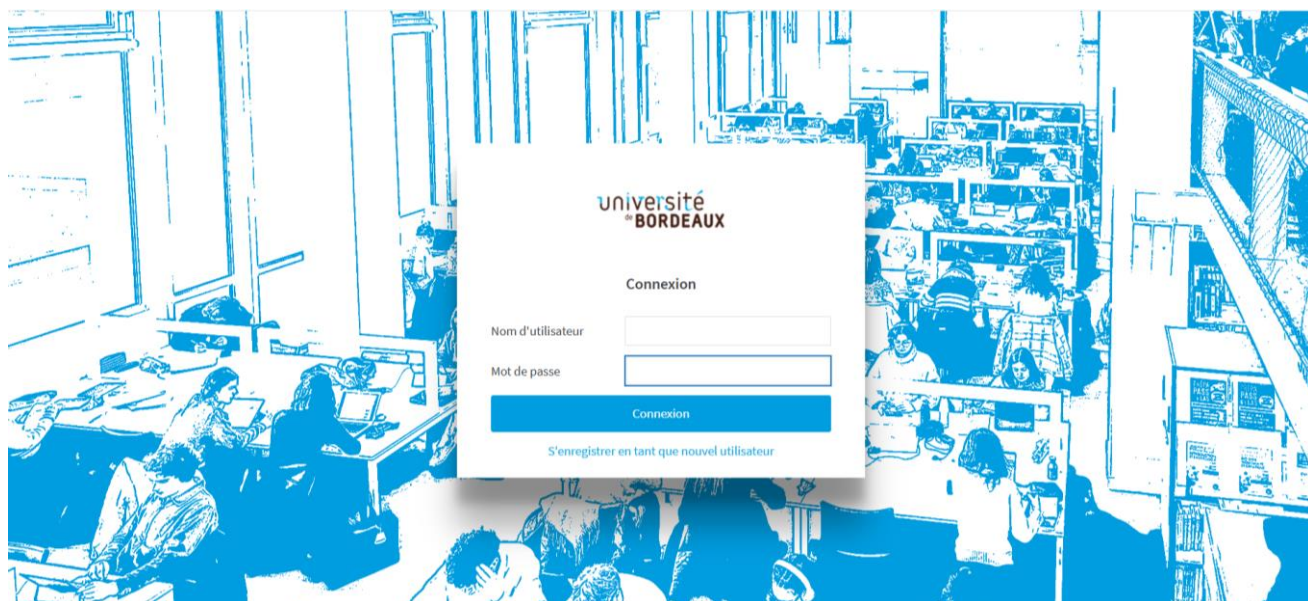 université
de BORDEAUX
Connexion
Nom d'utilisateur
Mot de passe
Connexion
S'enregistrer en tant que nouvel utilisateur